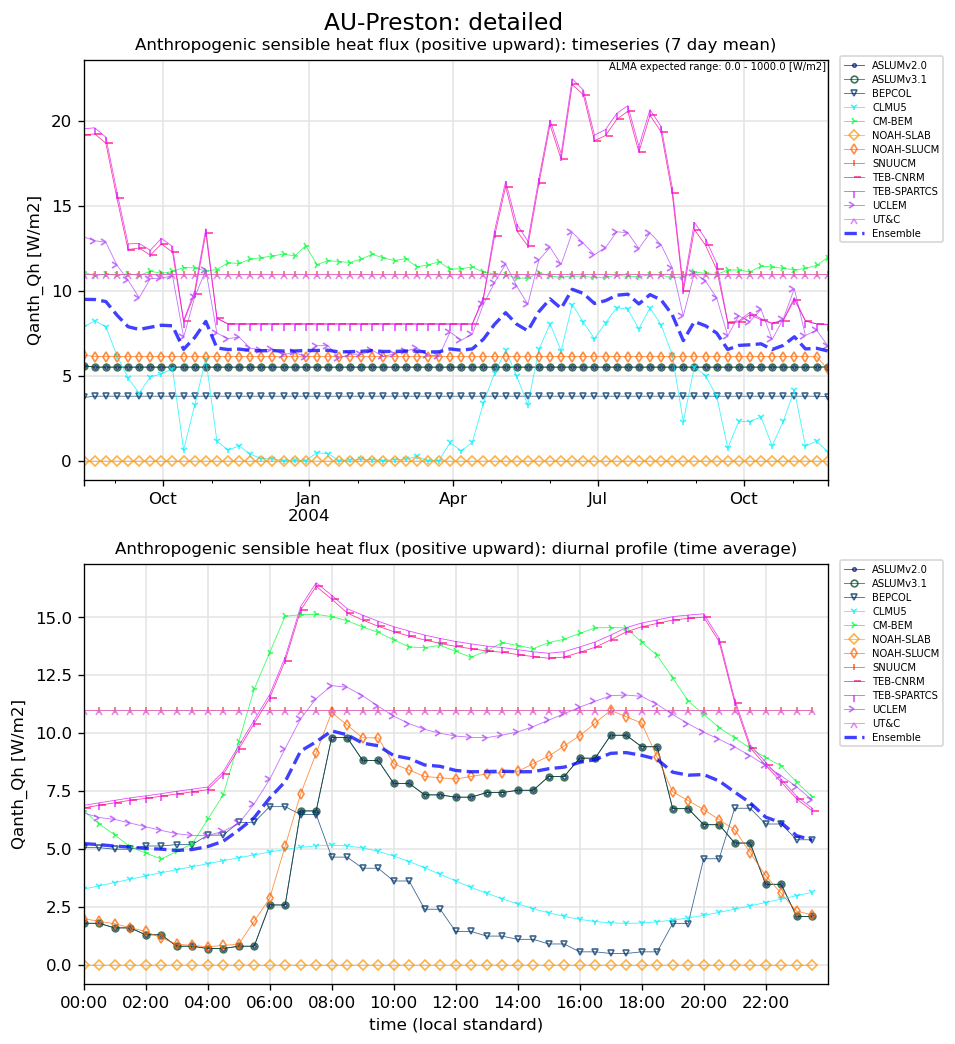 AU-Preston: detailed
Anthropogenic sensible heat flux (positive upward): timeseries (7 day mean)
ALMA expected range: 0.0 - 1000.0 [W/m2]
Qanth_Qh [W/m2]
20
15
10
5
0
Oct
Jan
2004
Apr
Jul
Oct
ASLUMv2.0
ASLUMv3.1
BEPCOL
CLMU5
CM-BEM
NOAH-SLAB
NOAH-SLUCM
SNUUCM
TEB-CNRM
TEB-SPARTCS
UCLEM
UT&C
Ensemble
Anthropogenic sensible heat flux (positive upward): diurnal profile (time average)
Qanth_Qh [W/m2]
15.0
12.5
10.0
7.5
5.0
2.5
0.0
00:00
02:00
04:00
06:00
08:00
10:00
12:00
14:00
16:00
18:00
20:00
22:00
time (local standard)
ASLUMv2.0
ASLUMv3.1
BEPCOL
CLMU5
CM-BEM
NOAH-SLAB
NOAH-SLUCM
SNUUCM
TEB-CNRM
TEB-SPARTCS
UCLEM
UT&C
Ensemble